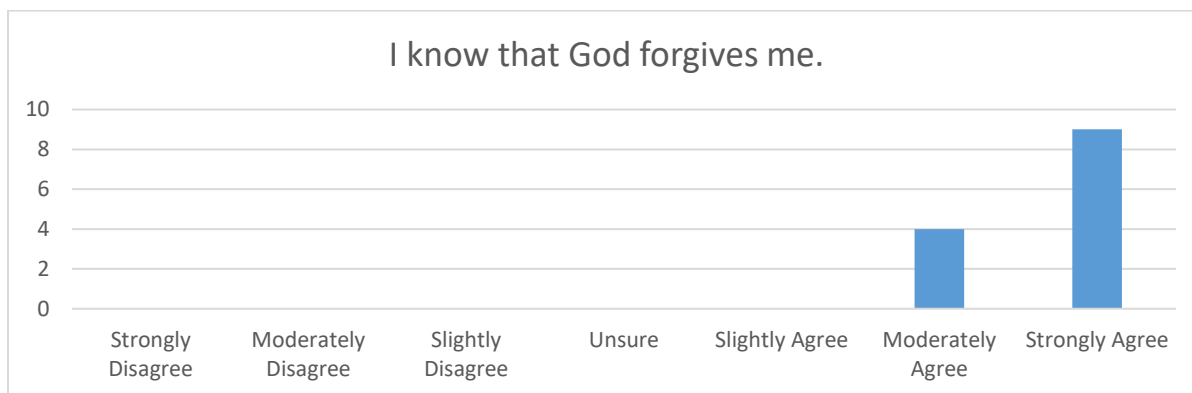 I know that God forgives me.
10
8
6
4
2
0
Strongly Disagree
Moderately Disagree
Slightly Disagree
Unsure
Slightly Agree
Moderately Agree
Strongly Agree